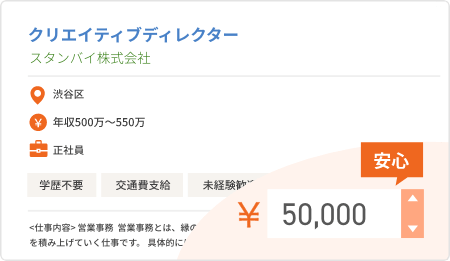 クリエイティブディレクター
スタンバイ株式会社
渋谷区
年収500万〜550万
正社員
学歴不要 交通費支給 未経験歓
安心
¥ 50,000
<仕事内容> 営業事務 営業事務とは、縁の
を積み上げていく仕事です。 具体的に